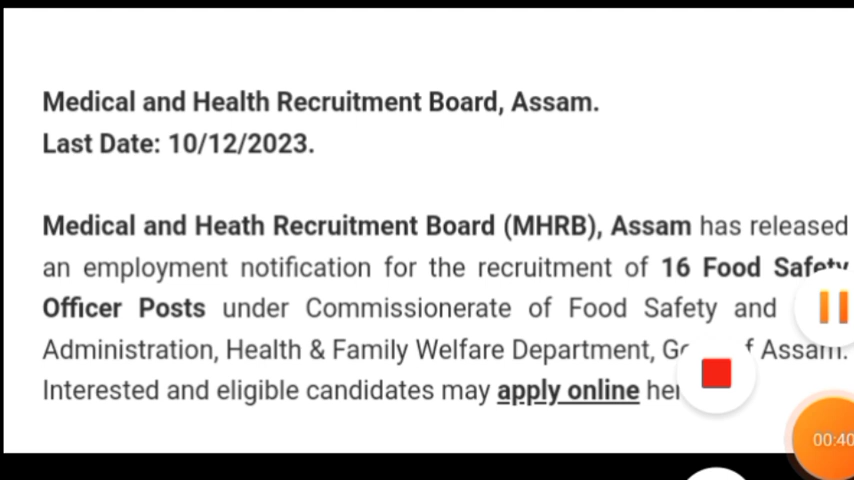 Medical and Health Recruitment Board, Assam.
Last Date: 10/12/2023.
Medical and Heath Recruitment Board (MHRB), Assam has released
an employment notification for the recruitment of 16 Food Safety
Officer Posts under Commissionerate of Food Safety and
Administration, Health & Family Welfare Department, Assam.
Interested and eligible candidates may apply online
00:40